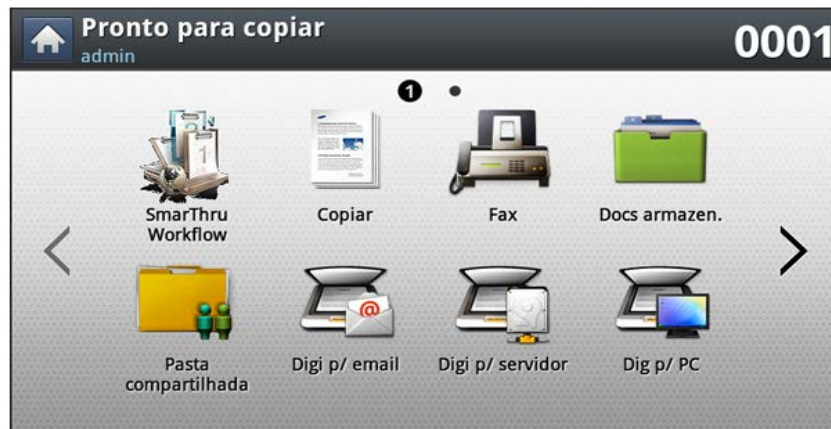 Pronto para copiar
admin
0001
1
SmarThru
Workflow
Copiar
Fax
Docs armazen.
Pasta
compartilhada
Digi p/ email
Digi p/ servidor
Dig p/ PC